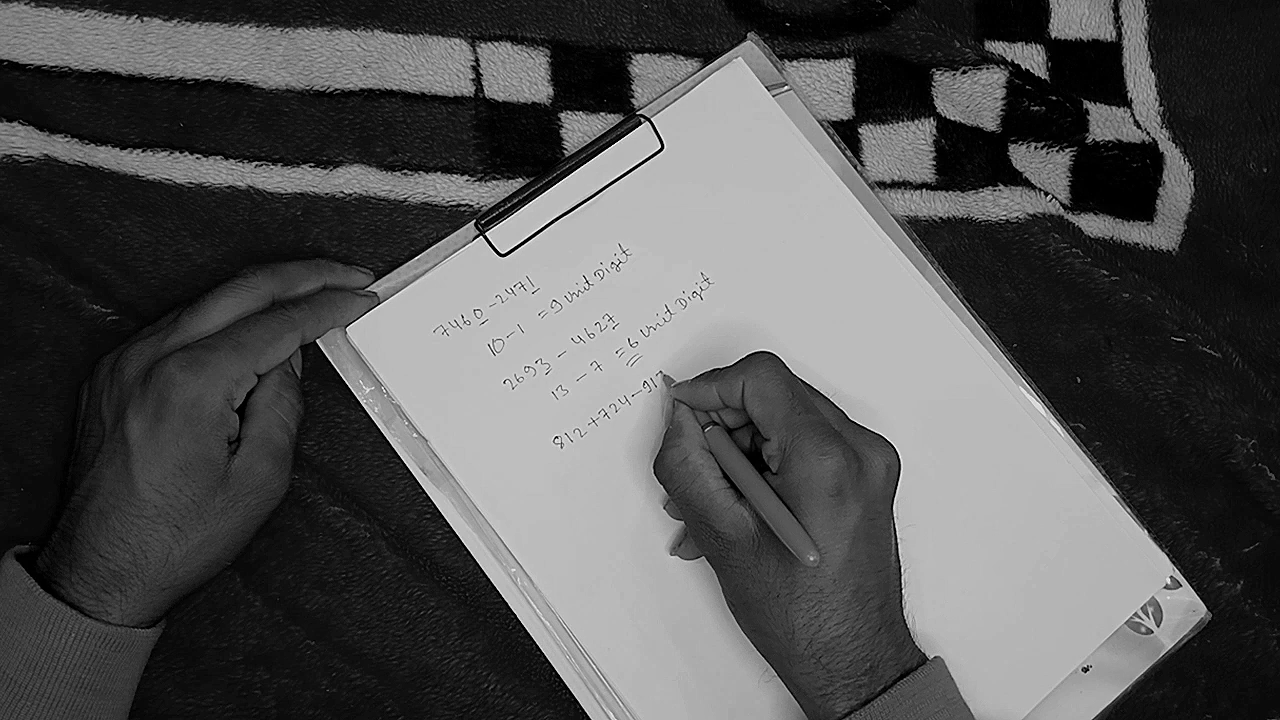 7460-2471
10-1 =9 Unit Digit
2693-4627
13-7 =6 Unit Digit
812+724-91